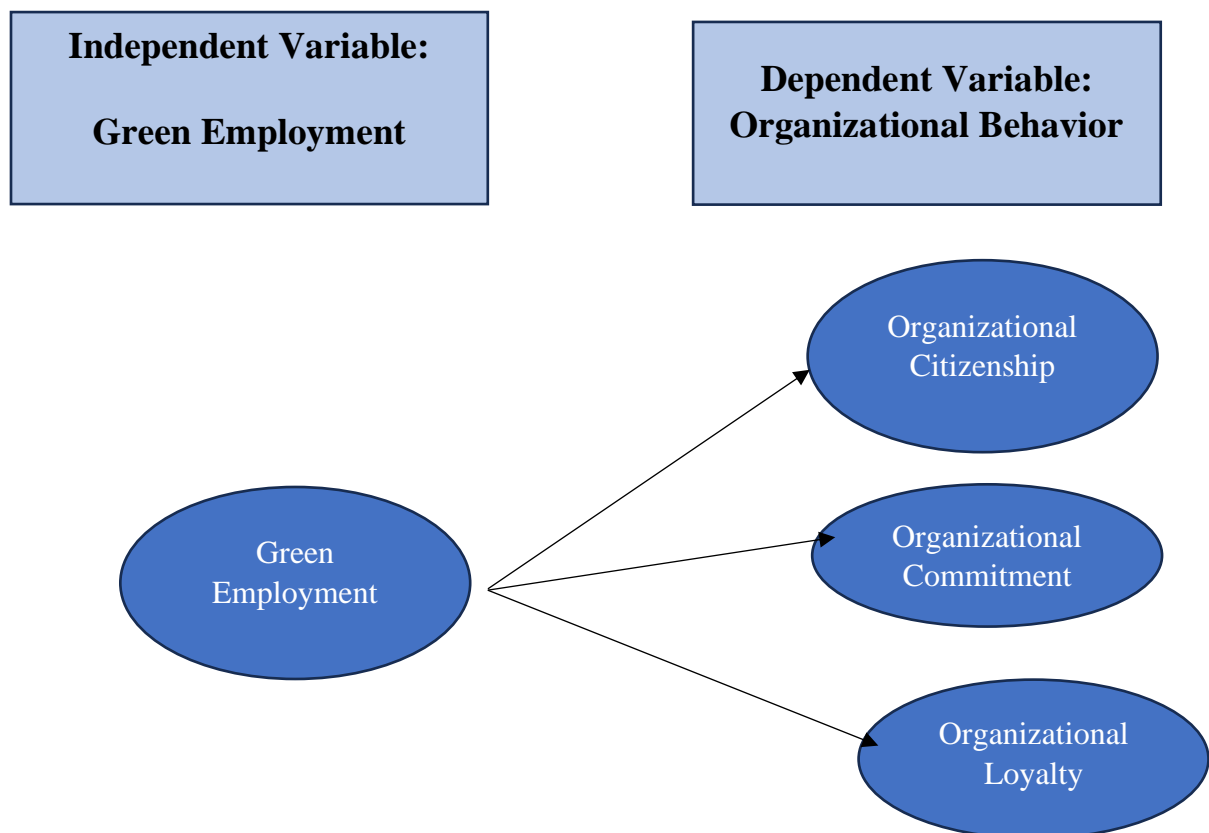 Independent Variable:
Green Employment
Dependent Variable:
Organizational Behavior
Organizational
Citizenship
Green
Employment
Organizational
Commitment
Organizational
Loyalty